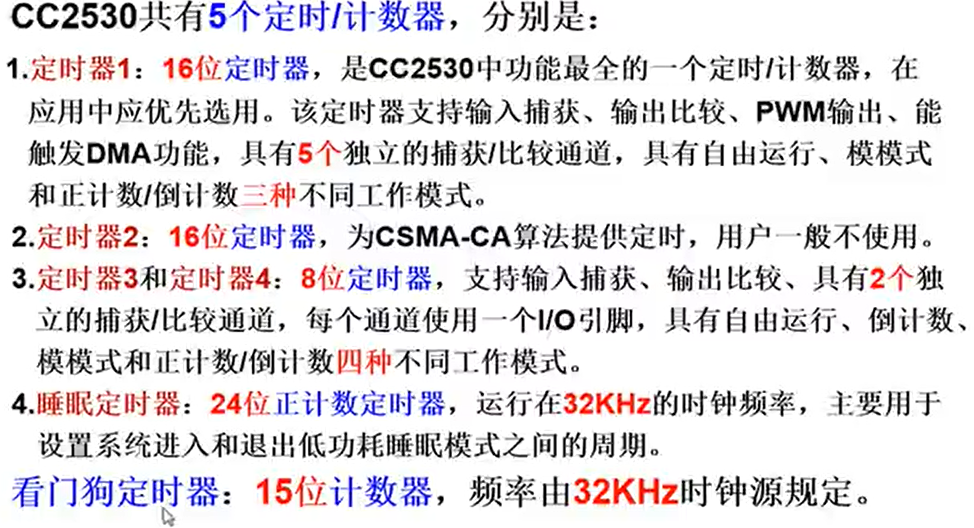 CC2530共有5个定时/计数器，分别是：
1.定时器1：16位定时器，是CC2530中功能最全的一个定时/计数器，在
应用中应优先选用。该定时器支持输入捕获、输出比较、PWM输出、能
触发DMA功能，具有5个独立的捕获/比较通道，具有自由运行、模模式
和正计数/倒计数三种不同工作模式。
2.定时器2：16位定时器，为CSMA-CA算法提供定时，用户一般不使用。
3.定时器3和定时器4：8位定时器，支持输入捕获、输出比较、具有2个独
立的捕获/比较通道，每个通道使用一个I/O引脚，具有自由运行、倒计数、
模模式和正计数/倒计数四种不同工作模式。
4.睡眠定时器：24位正计数定时器，运行在32KHz的时钟频率，主要用于
设置系统进入和退出低功耗睡眠模式之间的周期。
看门狗定时器：15位计数器，频率由32KHz时钟源规定。